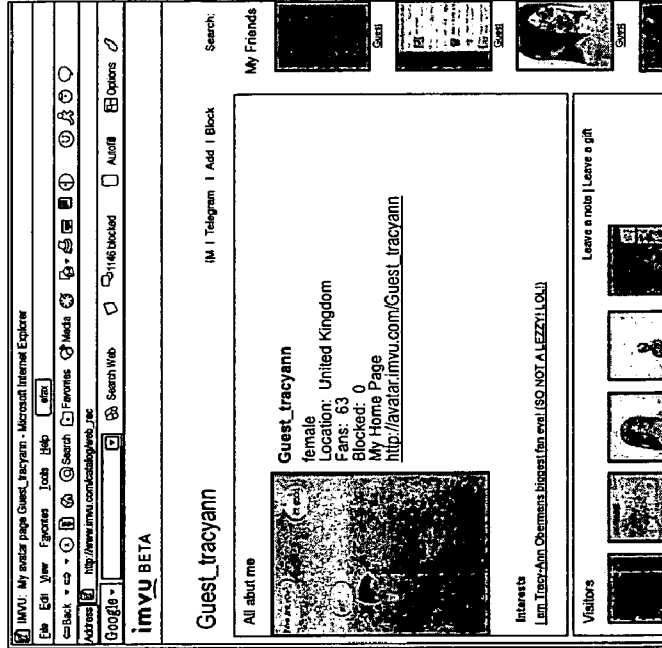 IMVU: My avatar page Guest_tracyann - Microsoft Internet Explorer
File Edit View Favorites Tools Help efax
Back Search Favorites Media
Address http://www.imvu.com/catalog/web_rec
Google Search Web 1146 blocked Autofill Options
imvu BETA
Search:
Guest_tracyann
IM | Telegram | Add | Block
My Friends
All abut me
Guest_tracyann
female
Location: United Kingdom
Fans: 63
Blocked: 0
My Home Page
http://avatar.imvu.com/Guest_tracyann
Interests
I am Tracy-Ann Obermans biggest fan eva! (SO NOT A LEZZY! LOL!)
Guest
Guest
Guest
Visitors
Leave a note | Leave a gift